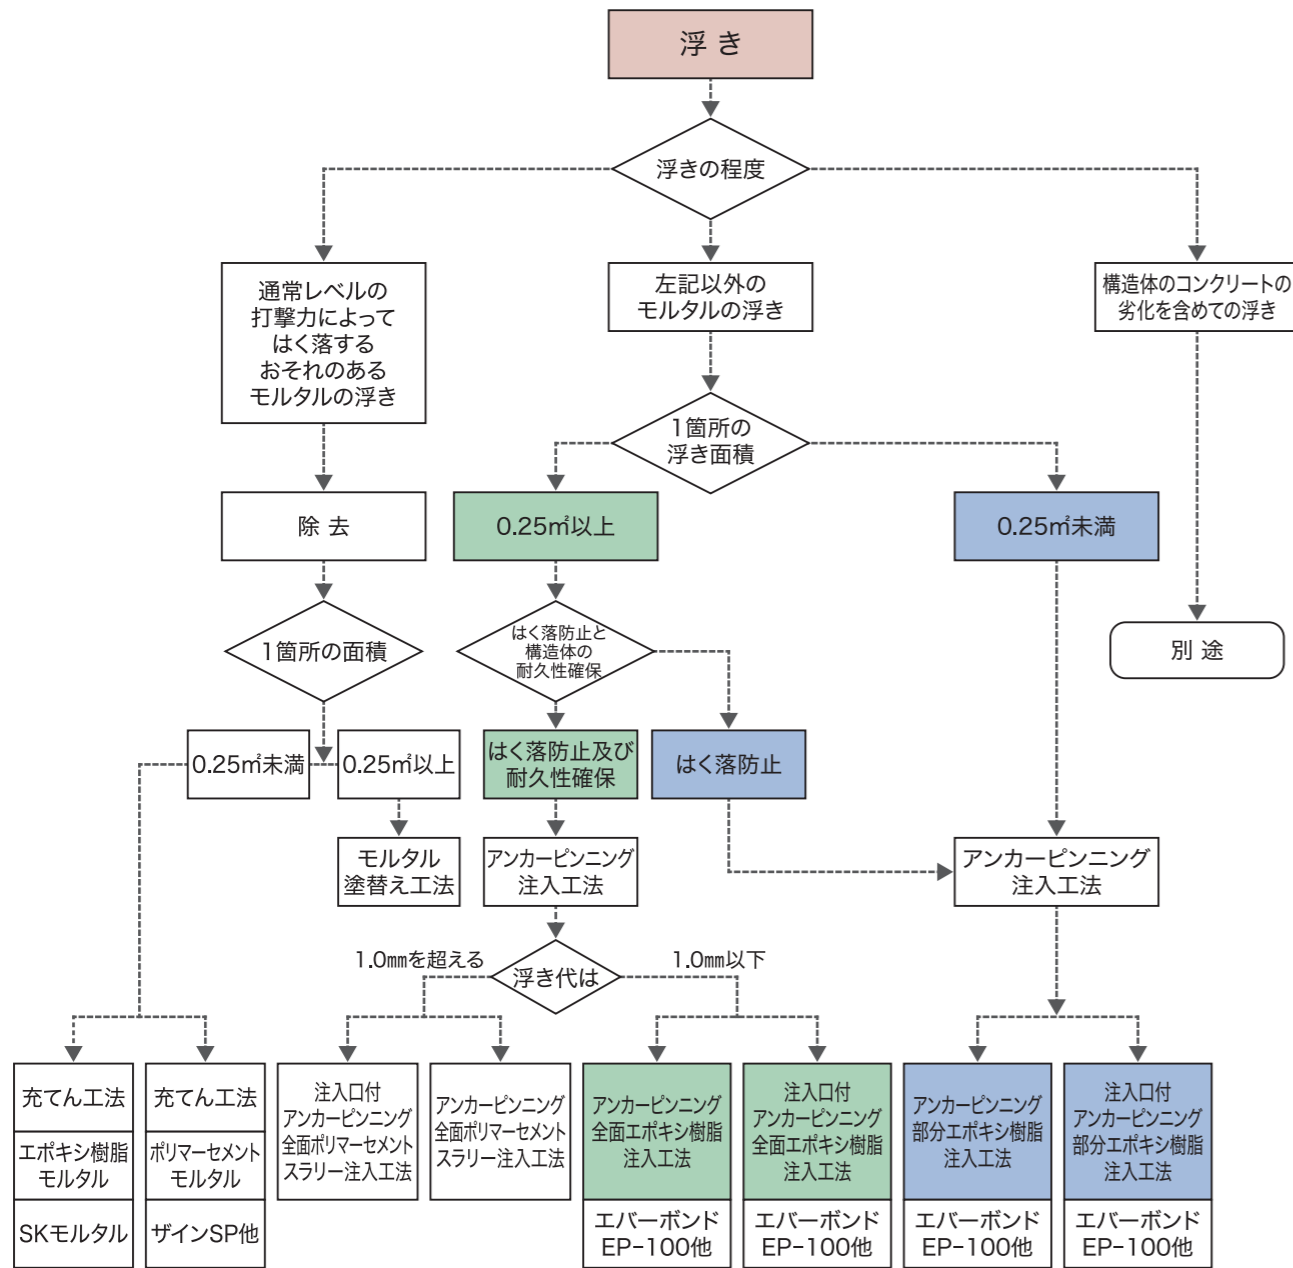 浮 き
浮きの程度
通常レベルの
打撃力によって
はく落する
おそれのある
モルタルの浮き
左記以外の
モルタルの浮き
構造体のコンクリートの
劣化を含めての浮き
1箇所の
浮き面積
除 去
0.25㎡以上
0.25㎡未満
1箇所の面積
はく落防止と
構造体の
耐久性確保
別 途
0.25㎡未満
0.25㎡以上
はく落防止及び
耐久性確保
はく落防止
モルタル
塗替え工法
アンカーピンニング
注入工法
アンカーピンニング
注入工法
1.0㎜を超える
浮き代は
1.0㎜以下
充てん工法
エポキシ樹脂
モルタル
SKモルタル
充てん工法
ポリマーセメント
モルタル
ザインSP他
注入口付
アンカーピンニング
全面ポリマーセメント
スラリー注入工法
アンカーピンニング
全面ポリマーセメント
スラリー注入工法
アンカーピンニング
全面エポキシ樹脂
注入工法
エバーボンド
EP-100他
注入口付
アンカーピンニング
全面エポキシ樹脂
注入工法
エバーボンド
EP-100他
アンカーピンニング
部分エポキシ樹脂
注入工法
エバーボンド
EP-100他
注入口付
アンカーピンニング
部分エポキシ樹脂
注入工法
エバーボンド
EP-100他